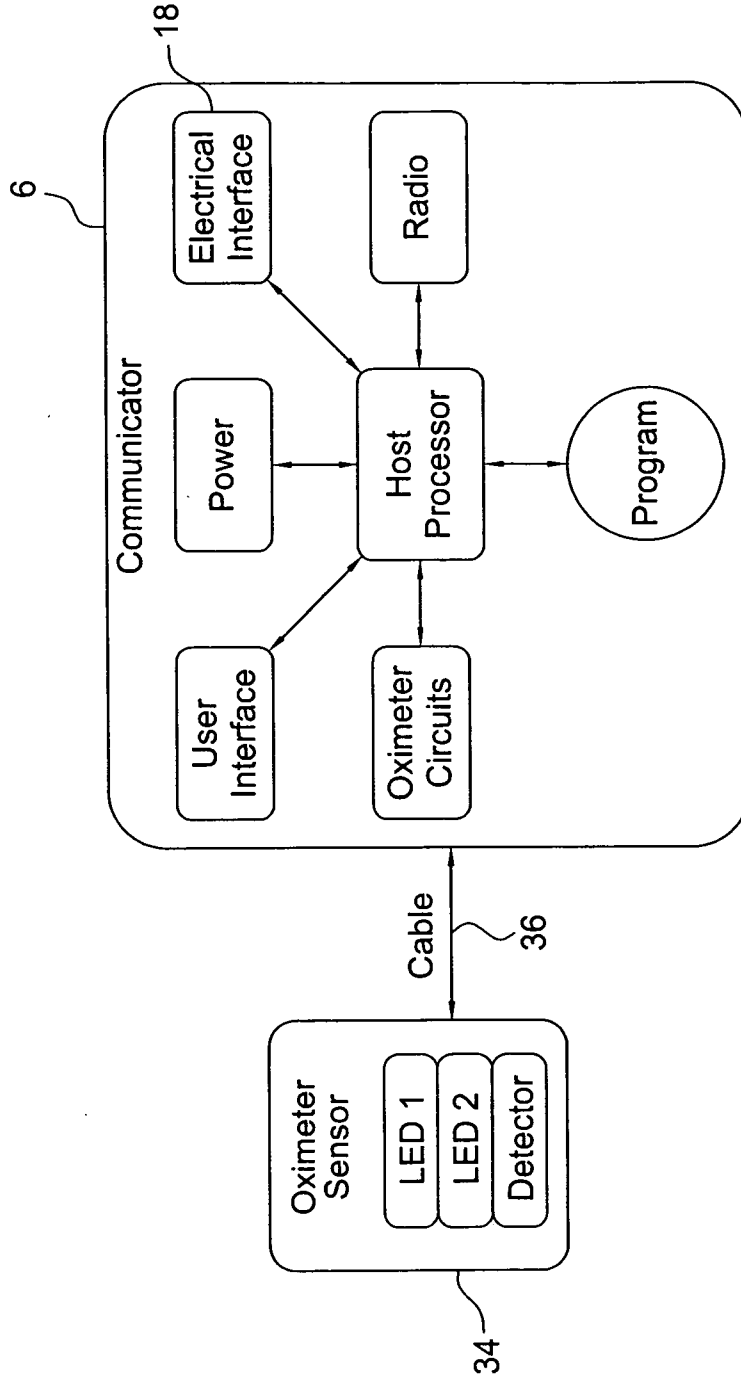 6
Communicator
18
User
Interface
Power
Electrical
Interface
Oximeter
Circuits
Host
Processor
Radio
Program
Cable
36
Oximeter
Sensor
LED 1
LED 2
Detector
34